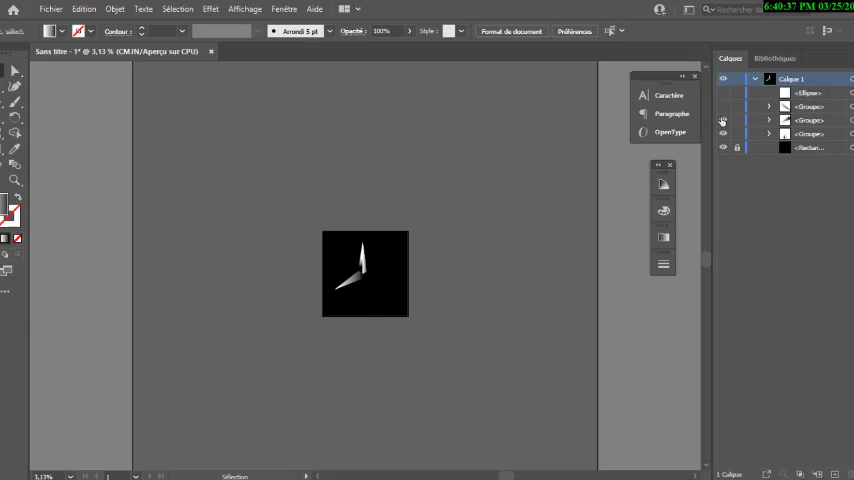 6:40:37 PM 03/25/20
Fichier Edition Objet Texte Sélection Effet Affichage Fenêtre Aide Rechercher
sélec. Contour : Arrondi 5 pt Opacité : 100% Style : Format de document Préférences
Sans titre - 1* @ 3,13 % (CMJN/Aperçu sur CPU) ×
Calques Bibliothèques
Calque 1
<Ellipse>
<Groupe>
<Groupe>
<Groupe>
<Rectan...
Caractère
Paragraphe
OpenType
3,13% 1 Sélection 1 Calque